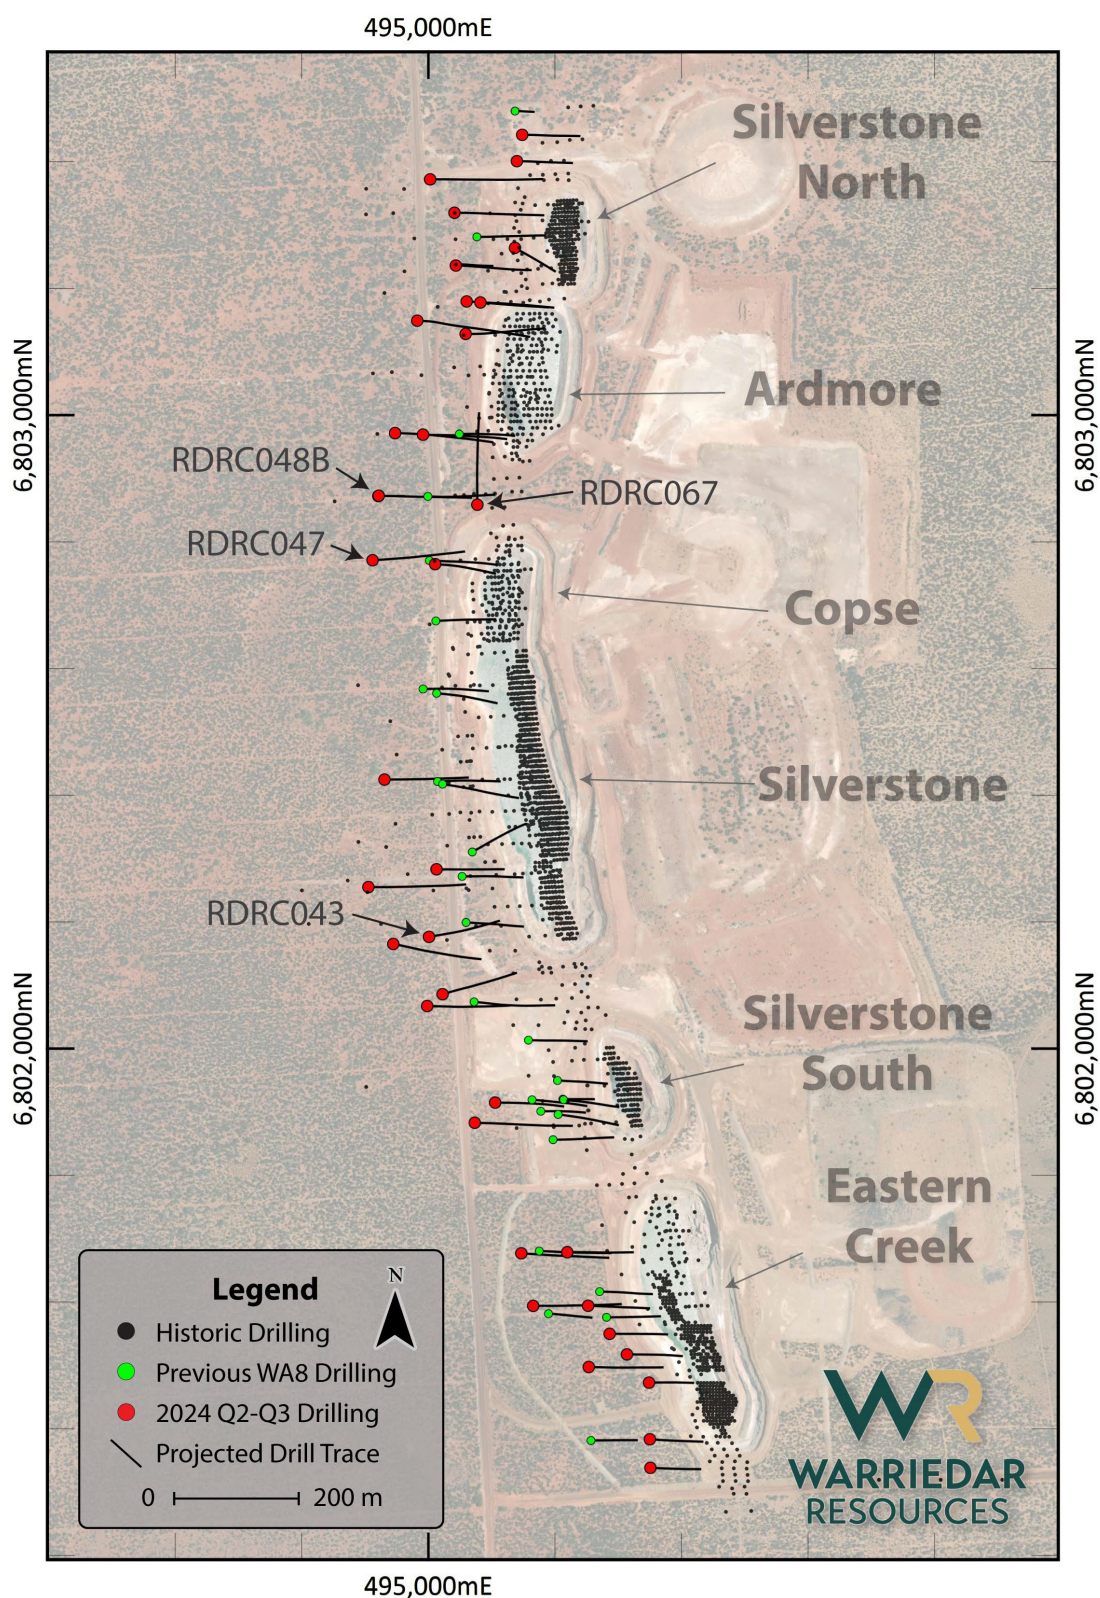 495,000mE
Silverstone
North
6,803,000mN
6,803,000mN
Ardmore
RDRC048B
RDRC067
RDRC047
Copse
Silverstone
RDRC043
6,802,000mN
6,802,000mN
Silverstone
South
Eastern
Creek
Legend
N
Historic Drilling
Previous WA8 Drilling
2024 Q2-Q3 Drilling
Projected Drill Trace
0 200 m
WR
WARRIEDAR
RESOURCES
495,000mE